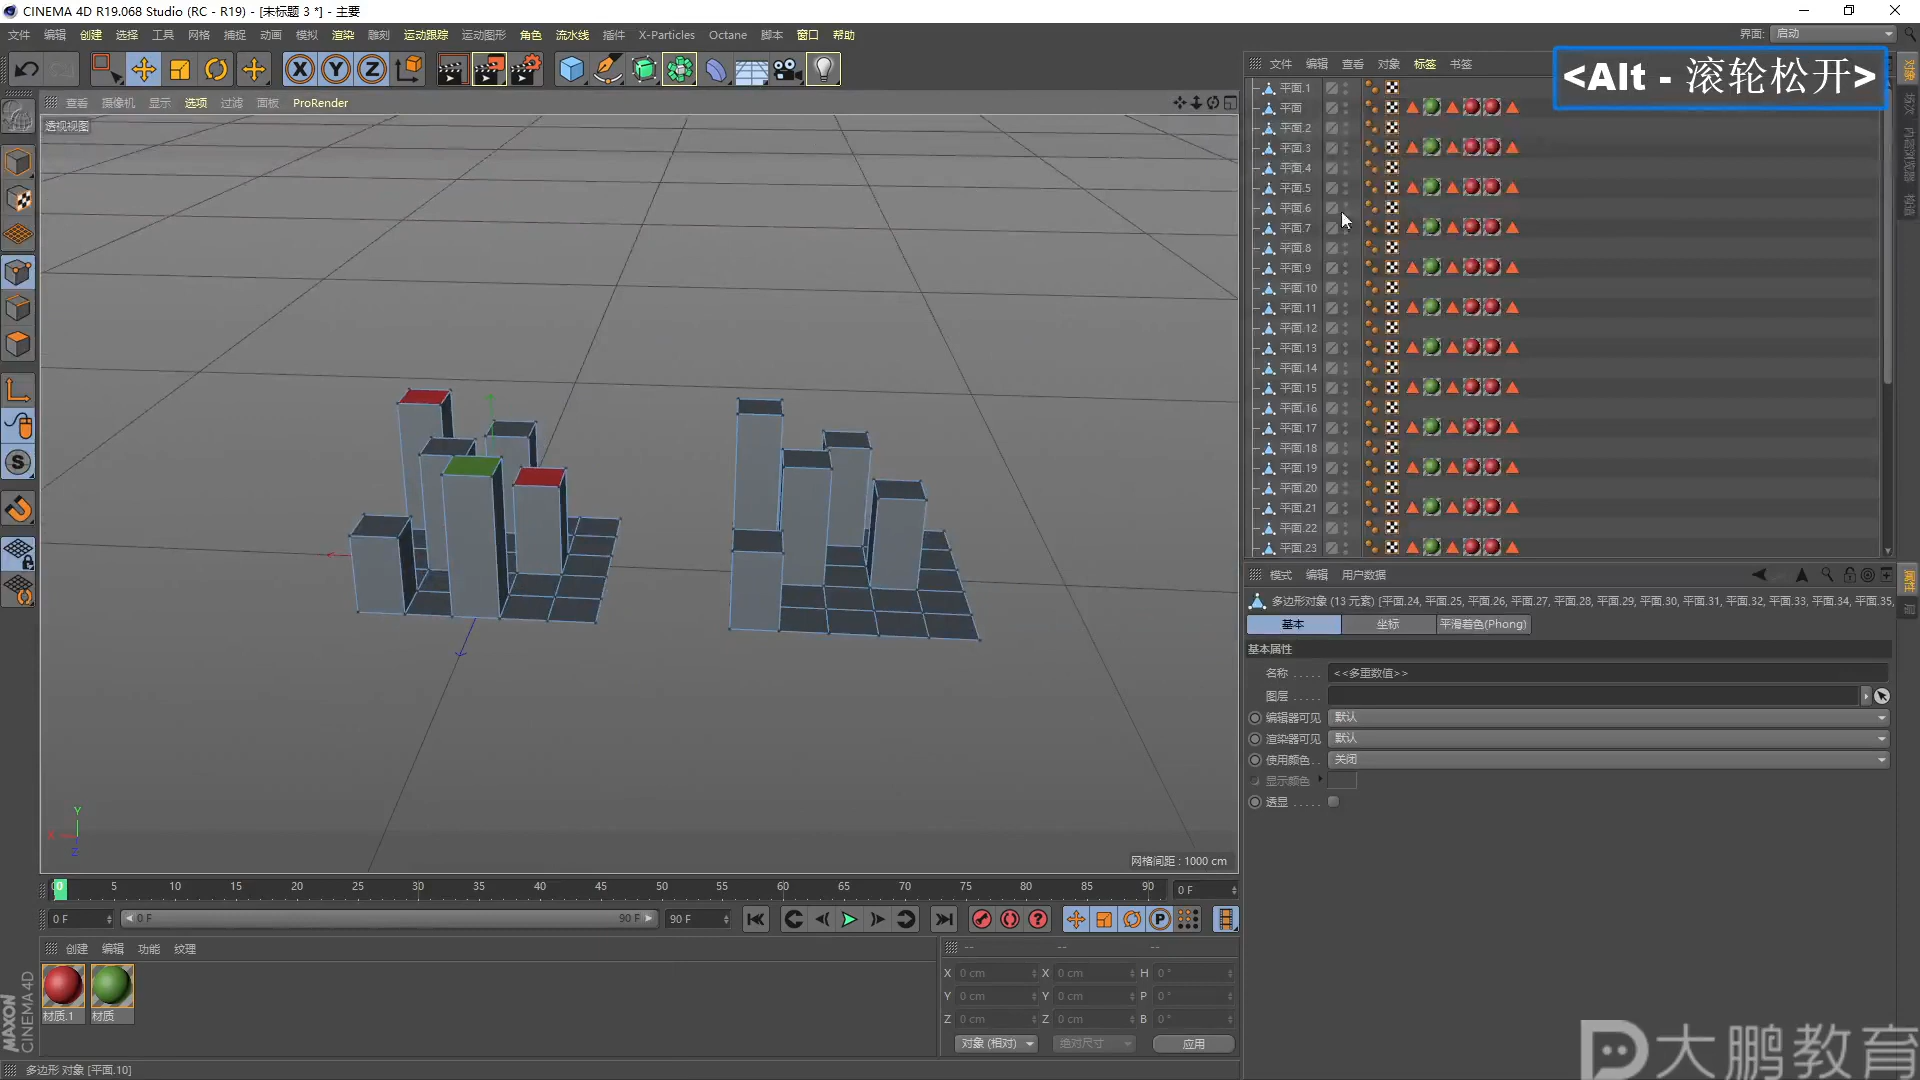 CINEMA 4D R19.068 Studio (RC - R19) - [未标题 3 *] - 主要
文件 编辑 创建 选择 工具 网格 捕捉 动画 模拟 渲染 雕刻 运动跟踪 运动图形 角色 流水线 插件 X-Particles Octane 脚本 窗口 帮助
界面: 启动
<Alt - 滚轮松开>
文件 编辑 查看 对象 标签 书签
查看 摄像机 显示 选项 过滤 面板 ProRender
透视视图
平面.1
平面
平面.2
平面.3
平面.4
平面.5
平面.6
平面.7
平面.8
平面.9
平面.10
平面.11
平面.12
平面.13
平面.14
平面.15
平面.16
平面.17
平面.18
平面.19
平面.20
平面.21
平面.22
平面.23
对象
场次
内容浏览器
构造
Y
X
Z
网格间距 : 1000 cm
模式 编辑 用户数据
属性
层
多边形对象 (13 元素) [平面.24, 平面.25, 平面.26, 平面.27, 平面.28, 平面.29, 平面.30, 平面.31, 平面.32, 平面.33, 平面.34, 平面.35,
基本 坐标 平滑着色(Phong)
基本属性
名称 . . . . . <<多重数值>>
图层 . . . . .
编辑器可见 默认
渲染器可见 默认
使用颜色. . 关闭
显示颜色
透显 . . . . .
0 5 10 15 20 25 30 35 40 45 50 55 60 65 70 75 80 85 90 0 F
0 F 0 F 90 F 90 F
创建 编辑 功能 纹理
-- -- --
材质.1 材质
X 0 cm X 0 cm H 0 °
Y 0 cm Y 0 cm P 0 °
Z 0 cm Z 0 cm B 0 °
对象 (相对) 绝对尺寸 应用
MAXON
CINEMA 4D
多边形 对象 [平面.10]
大鹏教育